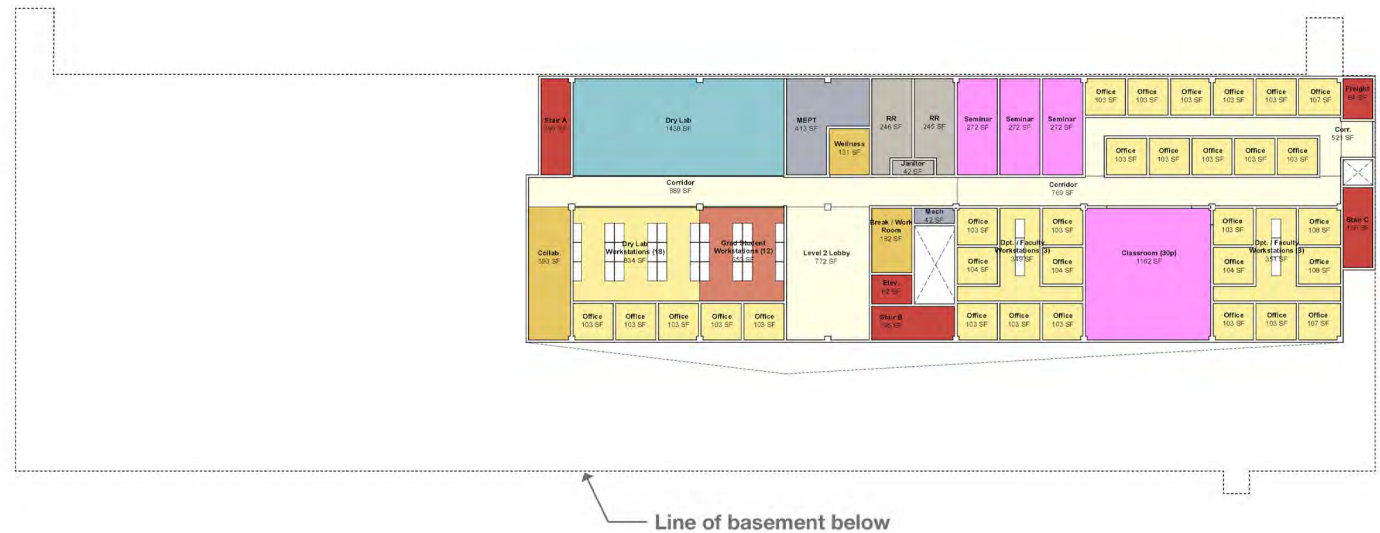 Stair A
Dry Lab
1438 SF
MEPT
413 SF
Wellness
131 SF
RR
246 SF
RR
245 SF
Janitor
42 SF
Seminar
272 SF
Seminar
272 SF
Seminar
272 SF
Office
103 SF
Office
103 SF
Office
103 SF
Office
103 SF
Office
103 SF
Office
107 SF
Freight
Corr.
521 SF
Office
103 SF
Office
103 SF
Office
103 SF
Office
103 SF
Office
103 SF
Corridor
Corridor
769 SF
Collab.
Dry Lab
Workstations (18)
Grad Student
Workstations (12)
Level 2 Lobby
772 SF
Break / Work
Room
182 SF
Mech
42 SF
Elev.
Stair B
Office
103 SF
Office
104 SF
Opt. / Faculty
Workstations (3)
Office
103 SF
Office
104 SF
Classroom [30p]
1162 SF
Office
103 SF
Office
104 SF
Opt. / Faculty
Workstations (3)
Office
108 SF
Office
108 SF
Stair C
Office
103 SF
Office
103 SF
Office
103 SF
Office
103 SF
Office
103 SF
Office
103 SF
Office
103 SF
Office
103 SF
Office
103 SF
Office
103 SF
Office
107 SF
Line of basement below